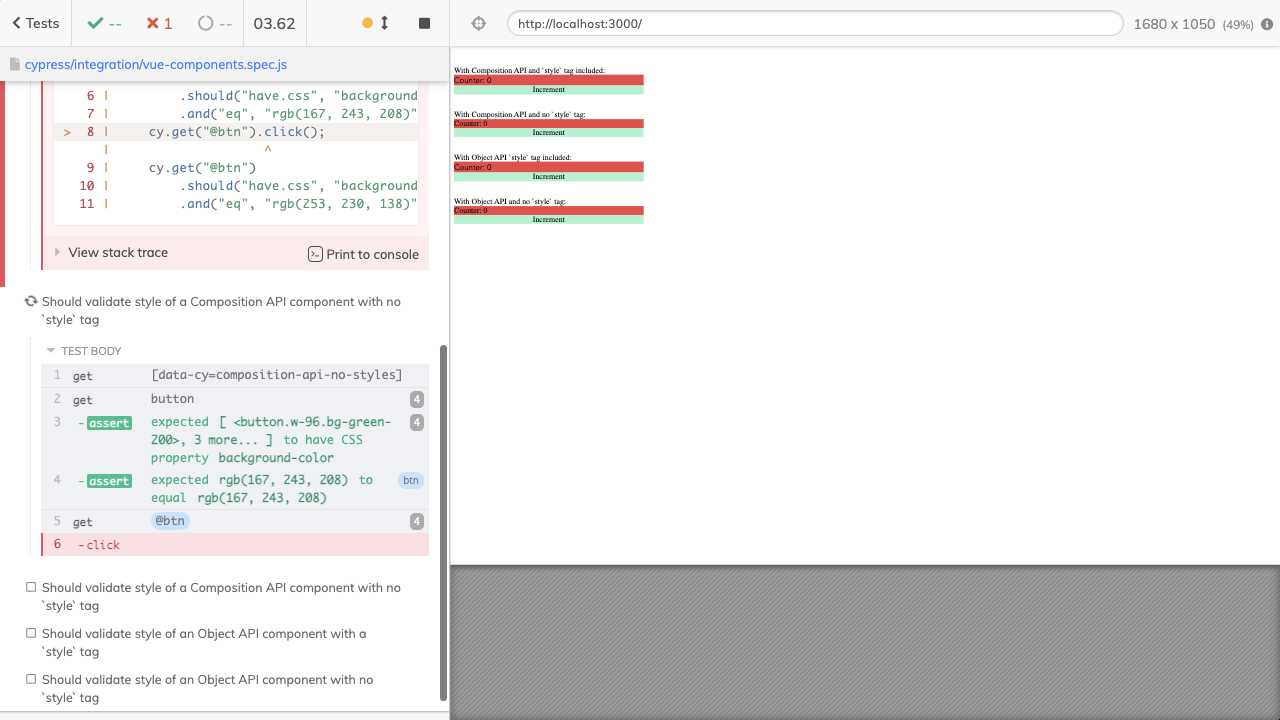 Tests -- 1 -- 03.62
http://localhost:3000/ 1680 x 1050 (49%)
cypress/integration/vue-components.spec.js
6 | .should("have.css", "background
7 | .and("eq", "rgb(167, 243, 208)"
> 8 | cy.get("@btn").click();
| ^
9 | cy.get("@btn")
10 | .should("have.css", "background
11 | .and("eq", "rgb(253, 230, 138)"
View stack trace Print to console
Should validate style of a Composition API component with no
`style` tag
TEST BODY
1 get [data-cy=composition-api-no-styles]
2 get button 4
3 -assert expected [ <button.w-96.bg-green-
200>, 3 more... ] to have CSS
property background-color 4
4 -assert expected rgb(167, 243, 208) to
equal rgb(167, 243, 208) btn
5 get @btn 4
6 -click
Should validate style of a Composition API component with no
`style` tag
Should validate style of an Object API component with a
`style` tag
Should validate style of an Object API component with no
`style` tag
With Composition API and `style` tag included:
Counter: 0
Increment
With Composition API and no `style` tag:
Counter: 0
Increment
With Object API `style` tag included:
Counter: 0
Increment
With Object API and no `style` tag:
Counter: 0
Increment